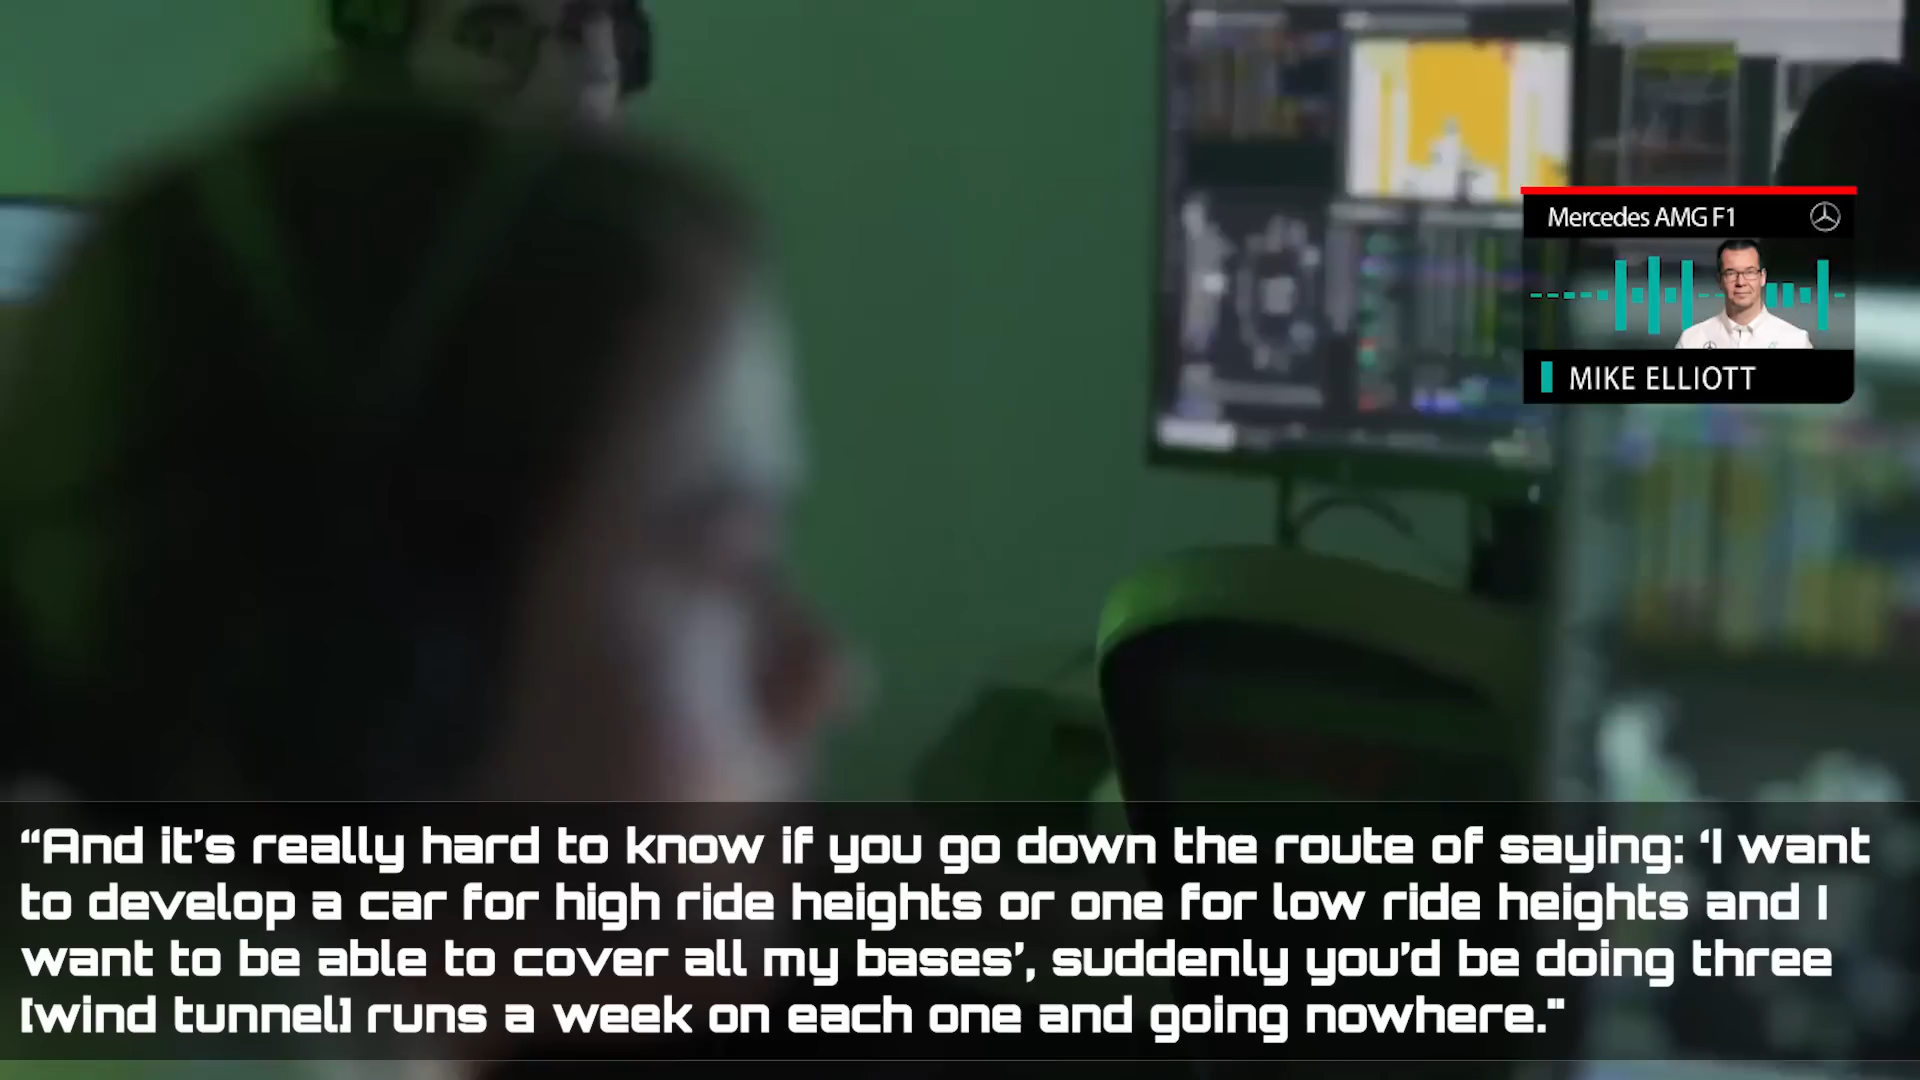 Mercedes AMG F1
MIKE ELLIOTT
“And it’s really hard to know if you go down the route of saying: ‘I want
to develop a car for high ride heights or one for low ride heights and I
want to be able to cover all my bases’, suddenly you’d be doing three
[wind tunnel] runs a week on each one and going nowhere."